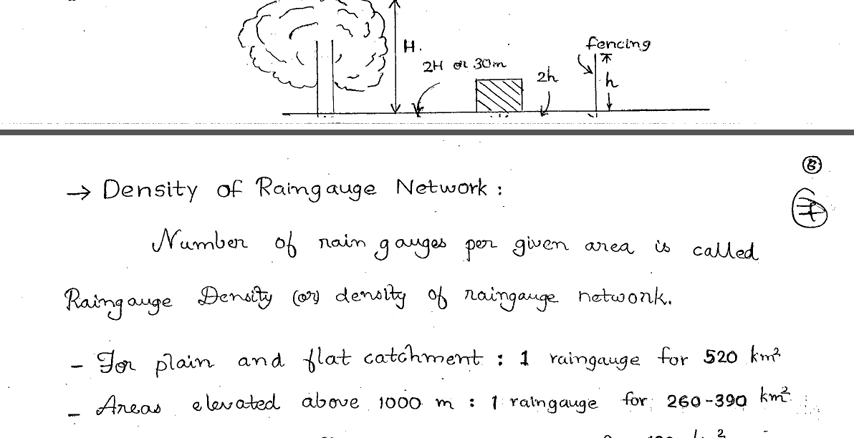 H.
fencing
2H or 30m
2h
h
B
7
→ Density of Raingauge Network :
Number of rain gauges per given area is called
Raingauge Density (or) density of raingauge network.
- For plain and flat catchment : 1 raingauge for 520 km²
- Areas elevated above 1000 m : 1 raingauge for 260-390 km²